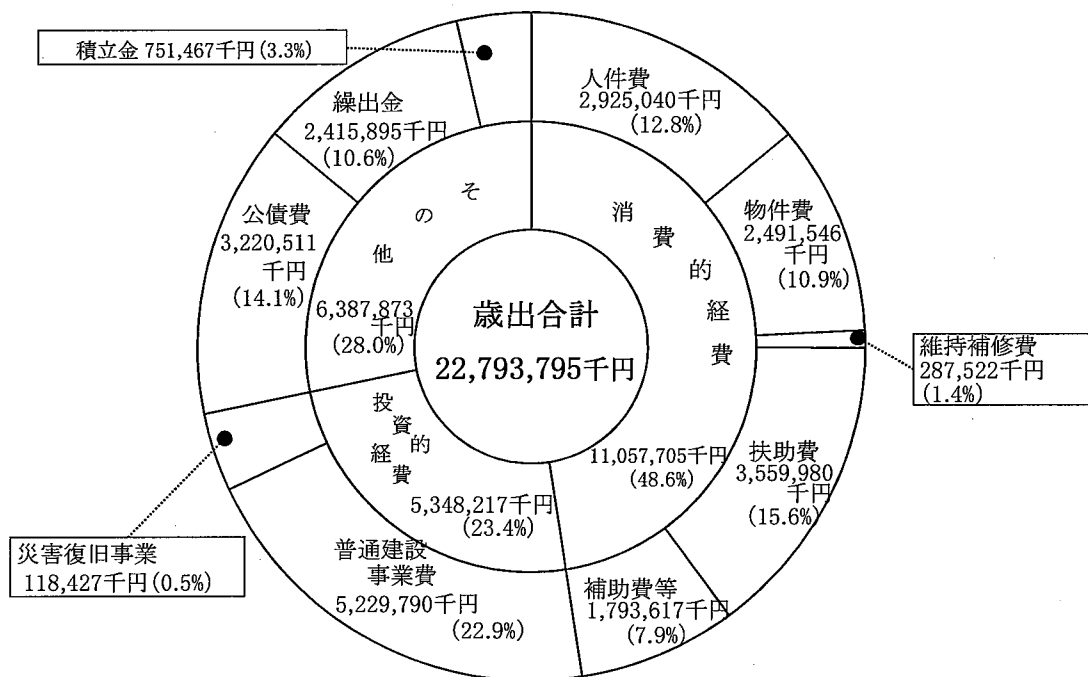 積立金 751,467千円(3.3%)
人件費
2,925,040千円
(12.8%)
繰出金
2,415,895千円
(10.6%)
物件費
2,491,546
千円
(10.9%)
公債費
3,220,511
千円
(14.1%)
その他
6,387,873
千円
(28.0%)
消費的経費
11,057,705千円
(48.6%)
歳出合計
22,793,795千円
維持補修費
287,522千円
(1.4%)
投資的経費
5,348,217千円
(23.4%)
扶助費
3,559,980
千円
(15.6%)
災害復旧事業
118,427千円(0.5%)
普通建設
事業費
5,229,790千円
(22.9%)
補助費等
1,793,617千円
(7.9%)